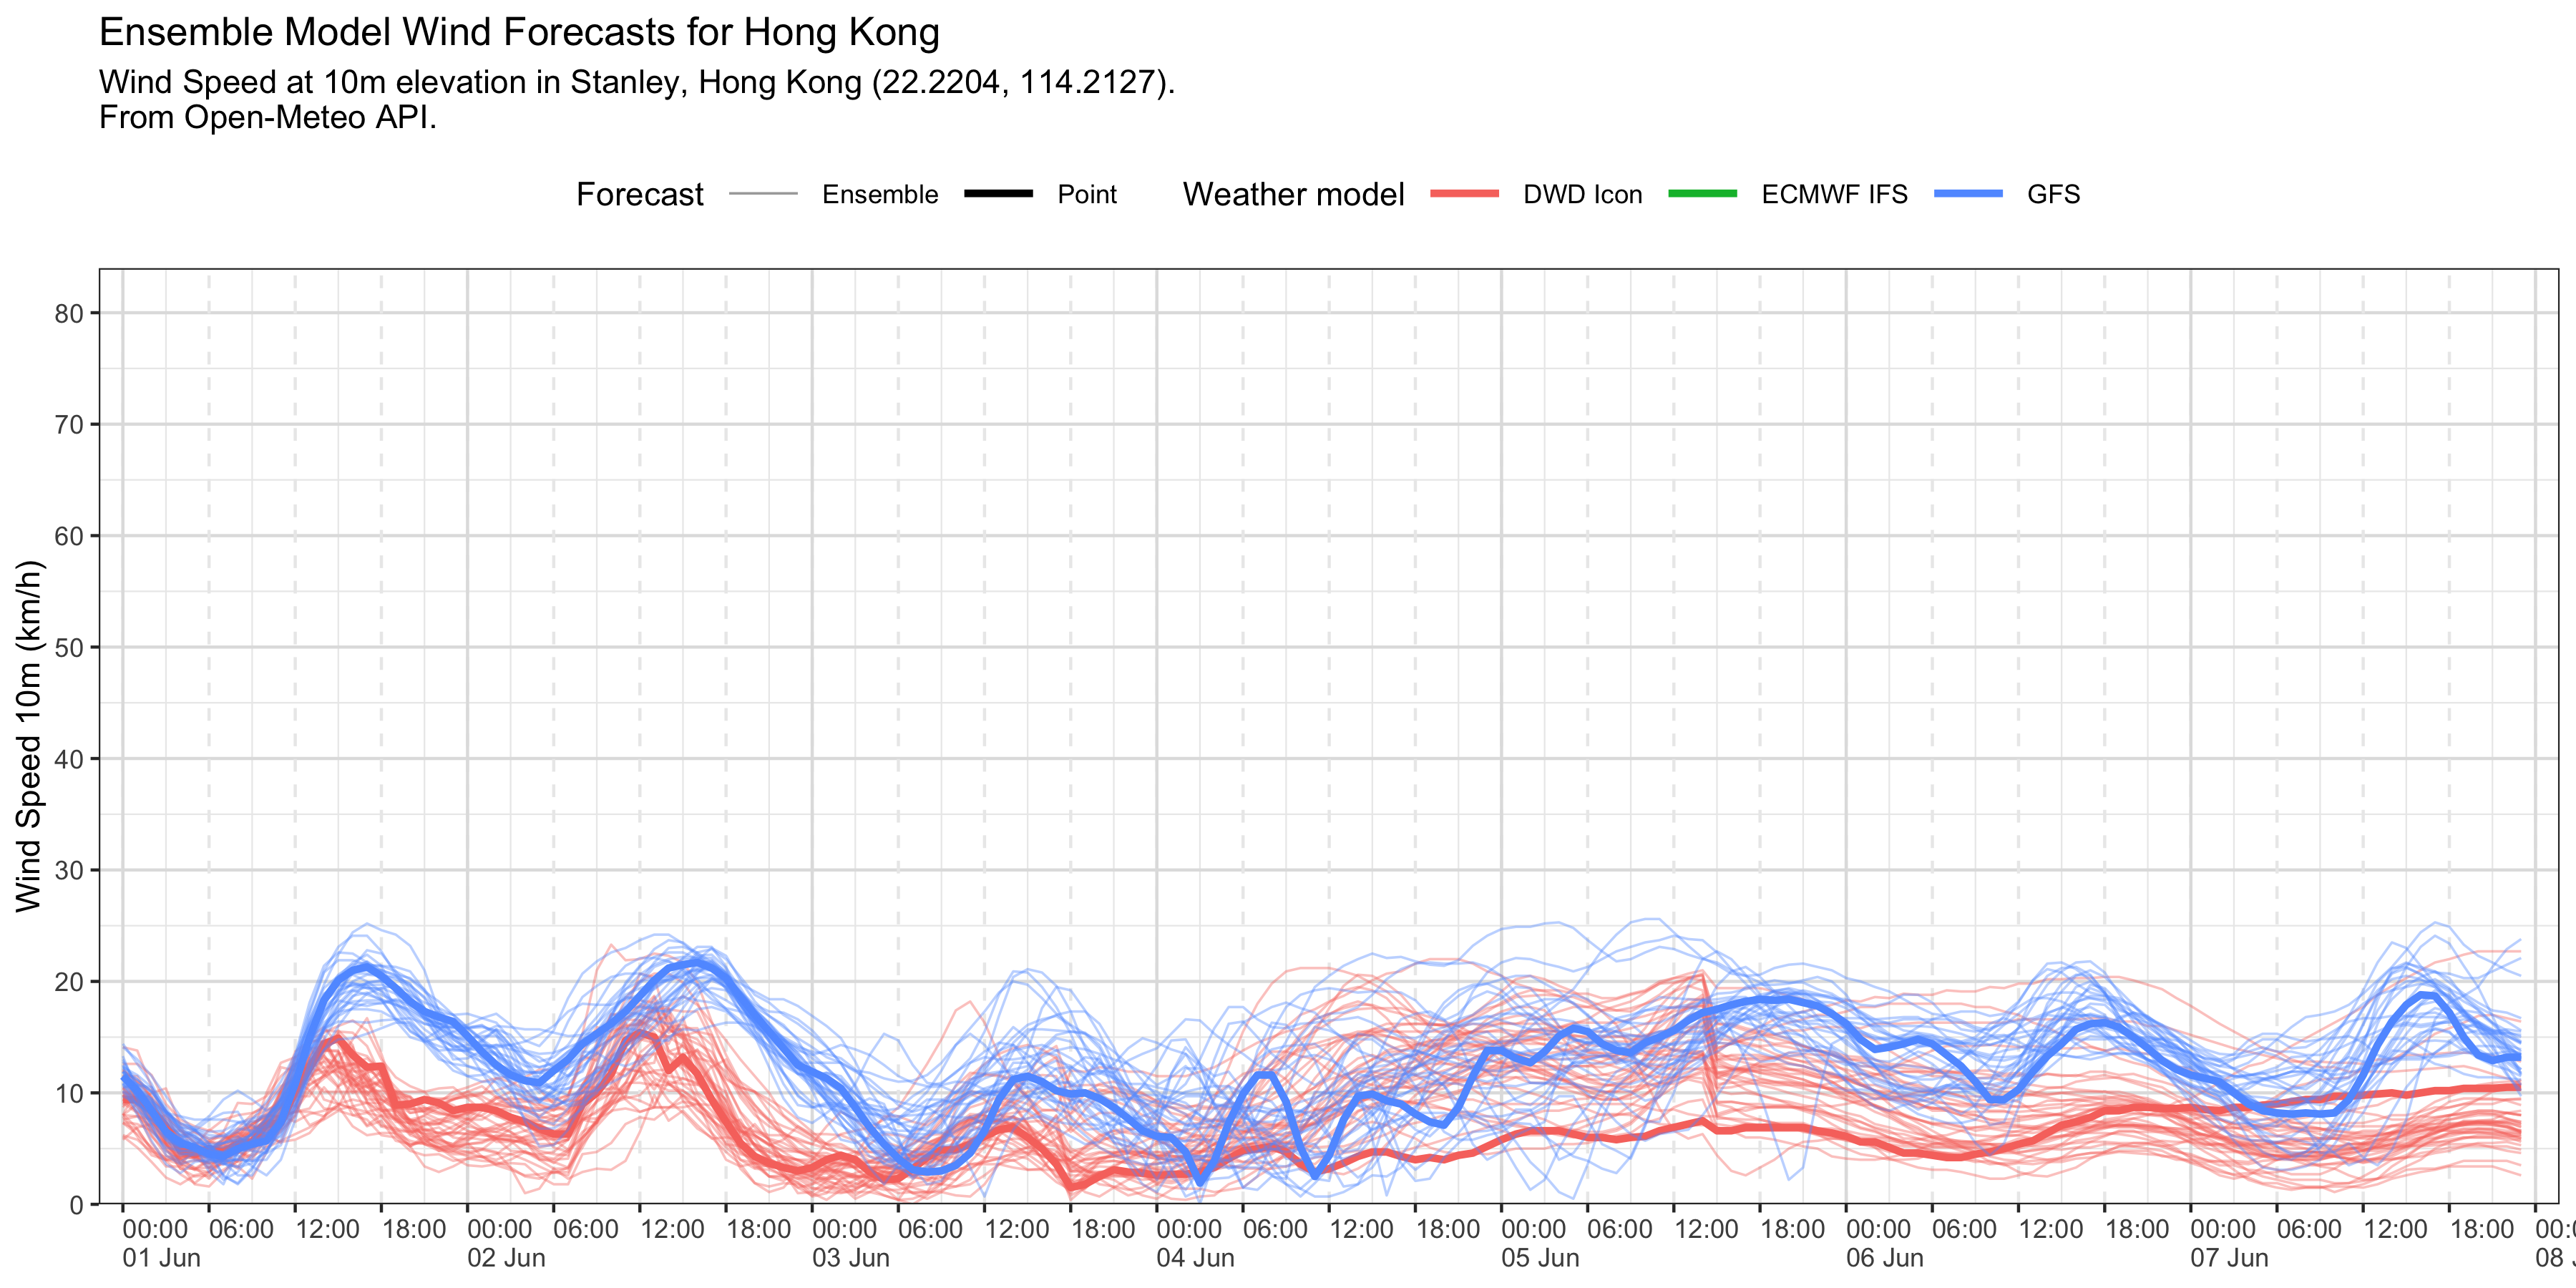 Ensemble Model Wind Forecasts for Hong Kong
Wind Speed at 10m elevation in Stanley, Hong Kong (22.2204, 114.2127).
From Open-Meteo API.
Forecast Ensemble Point Weather model DWD Icon ECMWF IFS GFS
Wind Speed 10m (km/h)
80
70
60
50
40
30
20
10
0
00:00 06:00 12:00 18:00 00:00 06:00 12:00 18:00 00:00 06:00 12:00 18:00 00:00 06:00 12:00 18:00 00:00 06:00 12:00 18:00 00:00 06:00 12:00 18:00 00:00 06:00 12:00 18:00
01 Jun 02 Jun 03 Jun 04 Jun 05 Jun 06 Jun 07 Jun 08